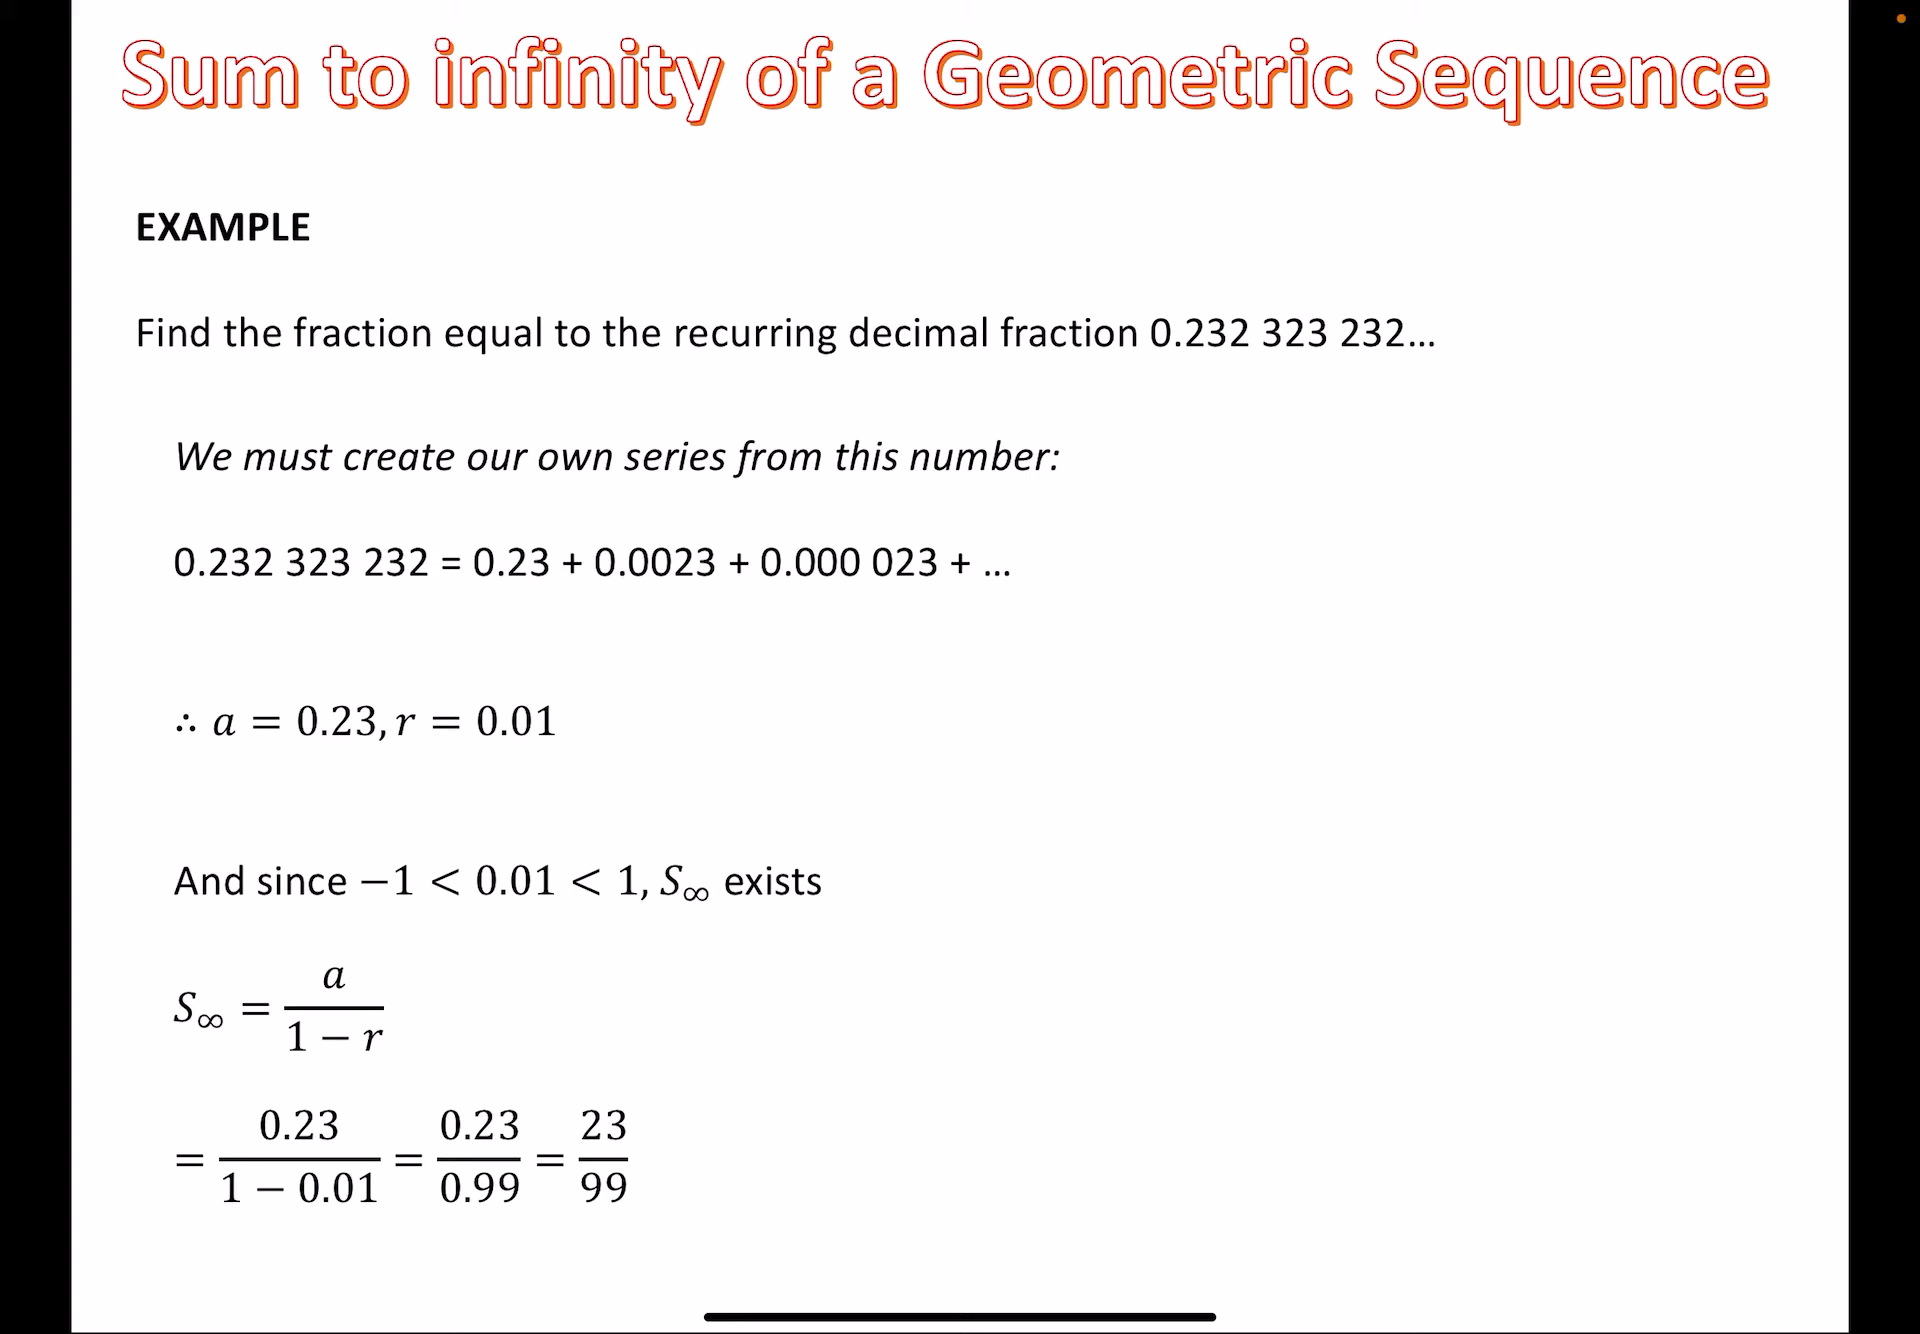 Sum to infinity of a Geometric Sequence
EXAMPLE
Find the fraction equal to the recurring decimal fraction 0.232 323 232…
We must create our own series from this number:
0.232 323 232 = 0.23 + 0.0023 + 0.000 023 + …
∴ a = 0.23, r = 0.01
And since −1 < 0.01 < 1, S∞ exists
S∞ = a / (1 − r)
= 0.23 / (1 − 0.01) = 0.23 / 0.99 = 23 / 99